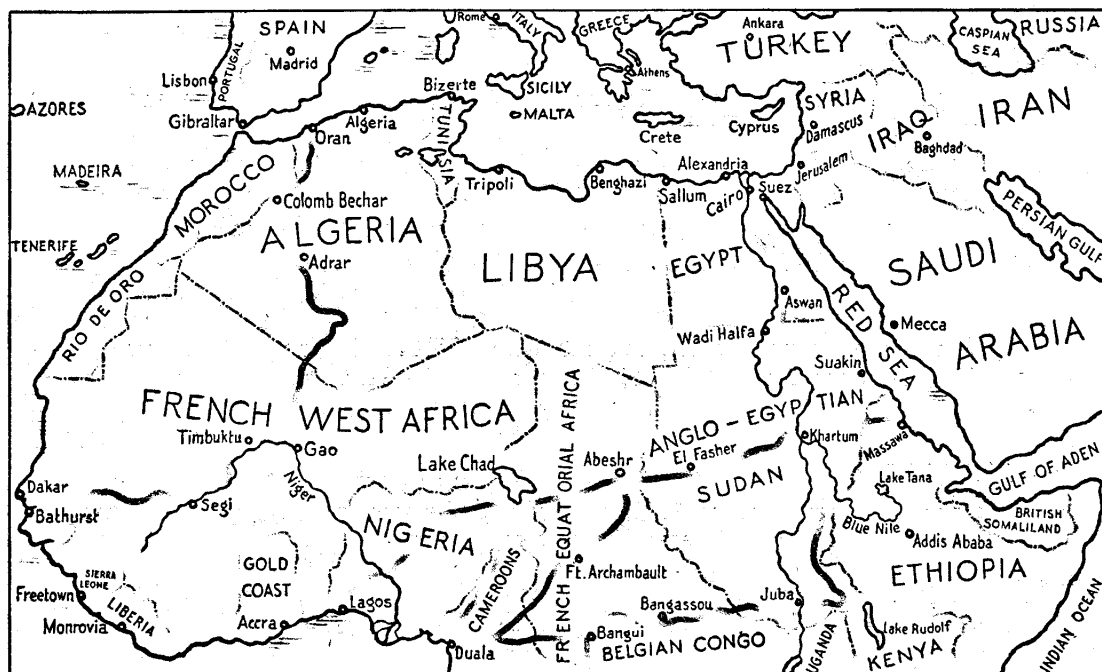 SPAIN
Madrid
PORTUGAL
Lisbon
Gibraltar
Rome
ITALY
SICILY
MALTA
GREECE
Athens
Crete
Ankara
TURKEY
Cyprus
CASPIAN
SEA
RUSSIA
SYRIA
Damascus
IRAQ
Baghdad
IRAN
Jerusalem
PERSIAN GULF
AZORES
MADEIRA
TENERIFE
Bizerte
Algeria
Oran
TUNISIA
MOROCCO
Colomb Bechar
ALGERIA
Adrar
RIO DE ORO
Tripoli
Benghazi
Sallum
Alexandria
Cairo
Suez
LIBYA
EGYPT
Aswan
Wadi Halfa
RED SEA
SAUDI
ARABIA
Mecca
Suakin
FRENCH WEST AFRICA
Timbuktu
Gao
Niger
Segi
Dakar
Bathurst
Lake Chad
NIGERIA
FRENCH EQUATORIAL AFRICA
Abeshr
El Fasher
ANGLO-EGYPTIAN
SUDAN
Khartum
Massawa
Lake Tana
Blue Nile
GULF OF ADEN
BRITISH
SOMALILAND
Addis Ababa
ETHIOPIA
SIERRA
LEONE
Freetown
LIBERIA
Monrovia
GOLD
COAST
Accra
Lagos
CAMEROONS
Duala
Ft. Archambault
Bangassou
Bangui
BELGIAN CONGO
Juba
UGANDA
Lake Rudolf
KENYA
INDIAN OCEAN